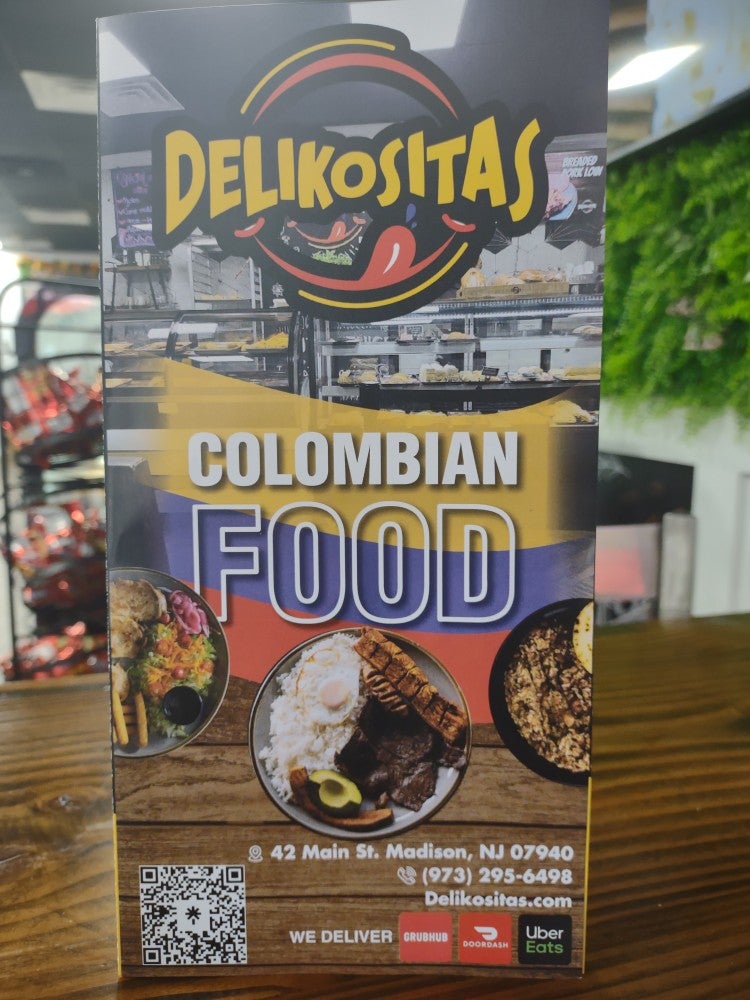 DELIKOSITAS
BREADED
PORK LOIN
COLOMBIAN
FOOD
42 Main St. Madison, NJ 07940
(973) 295-6498
Delikositas.com
WE DELIVER GRUBHUB DOORDASH Uber Eats